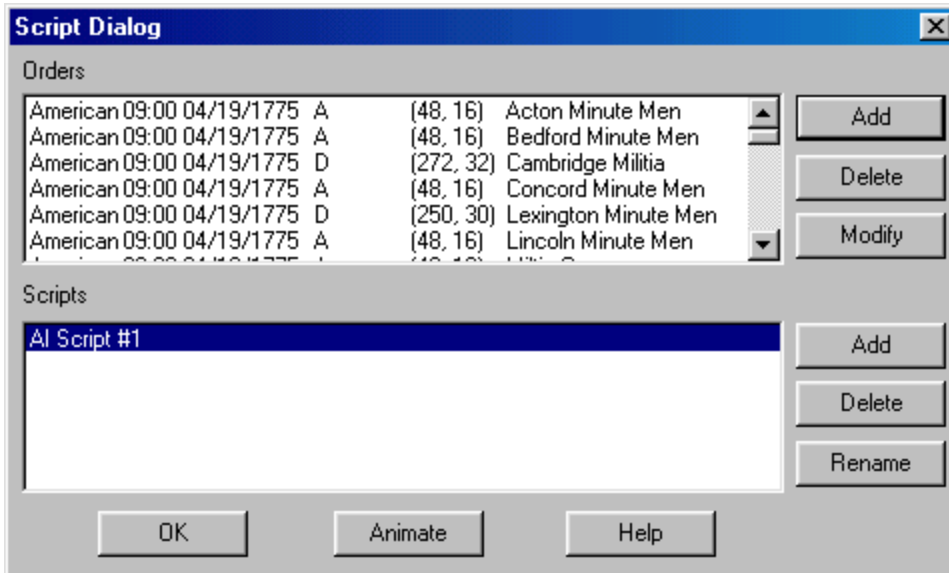 Script Dialog
Orders
American 09:00 04/19/1775 A (48, 16) Acton Minute Men
American 09:00 04/19/1775 A (48, 16) Bedford Minute Men
American 09:00 04/19/1775 D (272, 32) Cambridge Militia
American 09:00 04/19/1775 A (48, 16) Concord Minute Men
American 09:00 04/19/1775 D (250, 30) Lexington Minute Men
American 09:00 04/19/1775 A (48, 16) Lincoln Minute Men
Add
Delete
Modify
Scripts
AI Script #1
Add
Delete
Rename
OK Animate Help